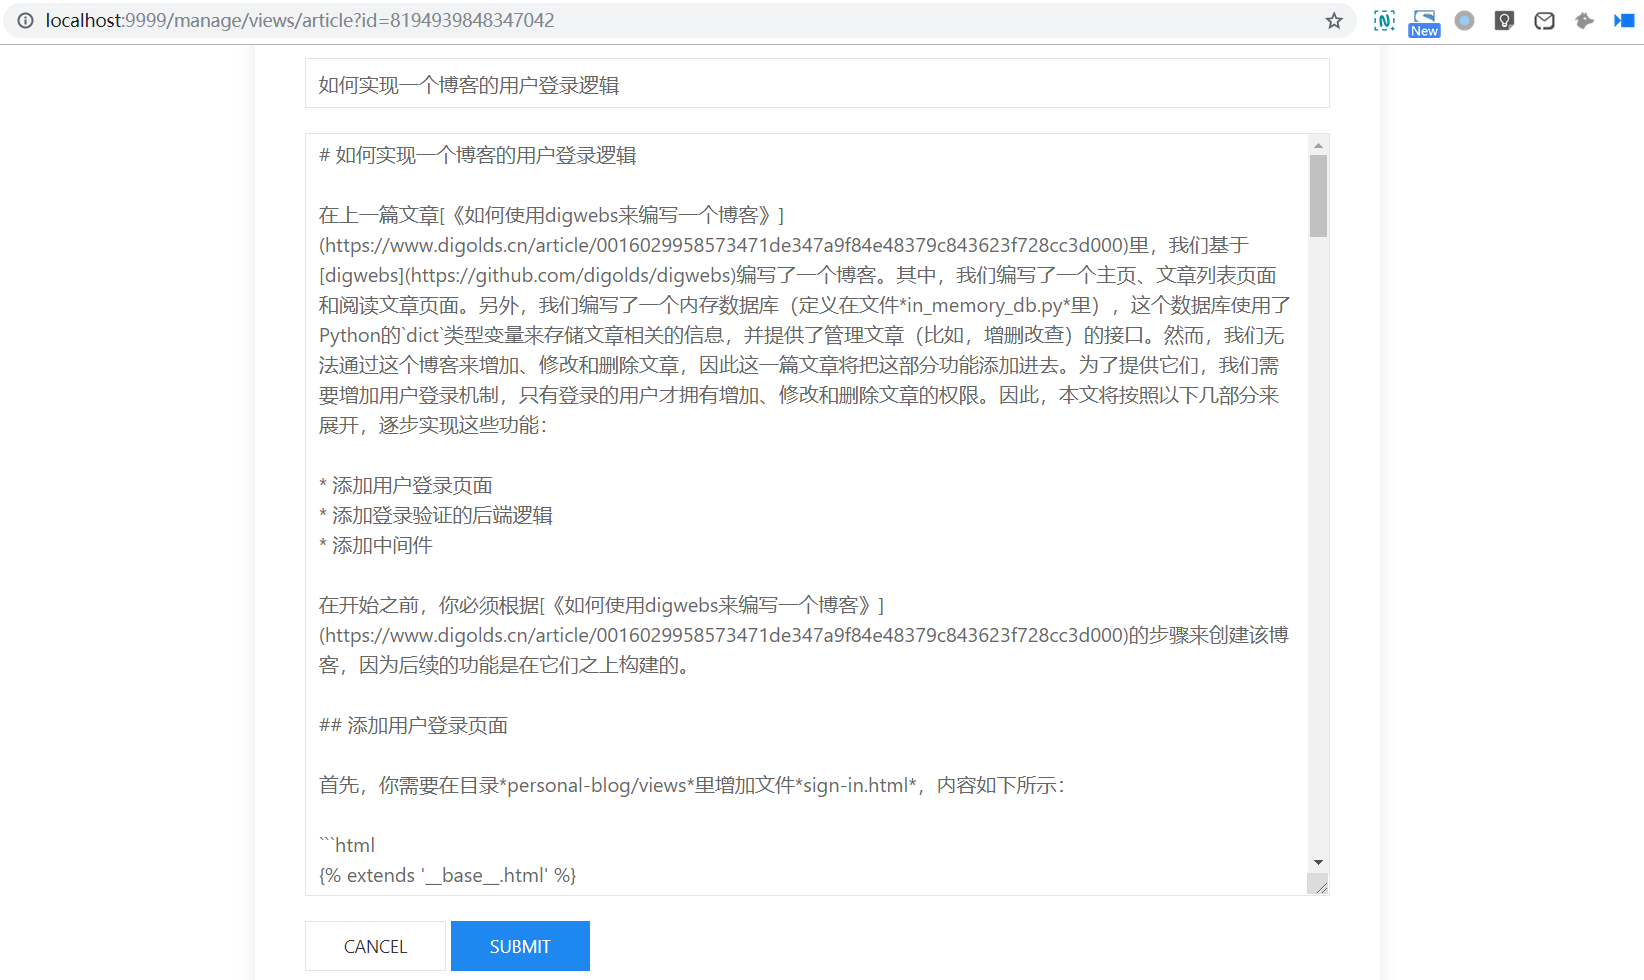 localhost:9999/manage/views/article?id=8194939848347042
New
如何实现一个博客的用户登录逻辑
# 如何实现一个博客的用户登录逻辑
在上一篇文章[《如何使用digwebs来编写一个博客》]
(https://www.digolds.cn/article/0016029958573471de347a9f84e48379c843623f728cc3d000)里，我们基于
[digwebs](https://github.com/digolds/digwebs)编写了一个博客。其中，我们编写了一个主页、文章列表页面
和阅读文章页面。另外，我们编写了一个内存数据库（定义在文件*in_memory_db.py*里），这个数据库使用了
Python的`dict`类型变量来存储文章相关的信息，并提供了管理文章（比如，增删改查）的接口。然而，我们无
法通过这个博客来增加、修改和删除文章，因此这一篇文章将把这部分功能添加进去。为了提供它们，我们需
要增加用户登录机制，只有登录的用户才拥有增加、修改和删除文章的权限。因此，本文将按照以下几部分来
展开，逐步实现这些功能：
* 添加用户登录页面
* 添加登录验证的后端逻辑
* 添加中间件
在开始之前，你必须根据[《如何使用digwebs来编写一个博客》]
(https://www.digolds.cn/article/0016029958573471de347a9f84e48379c843623f728cc3d000)的步骤来创建该博
客，因为后续的功能是在它们之上构建的。
## 添加用户登录页面
首先，你需要在目录*personal-blog/views*里增加文件*sign-in.html*，内容如下所示：
```html
{% extends '__base__.html' %}
CANCEL SUBMIT